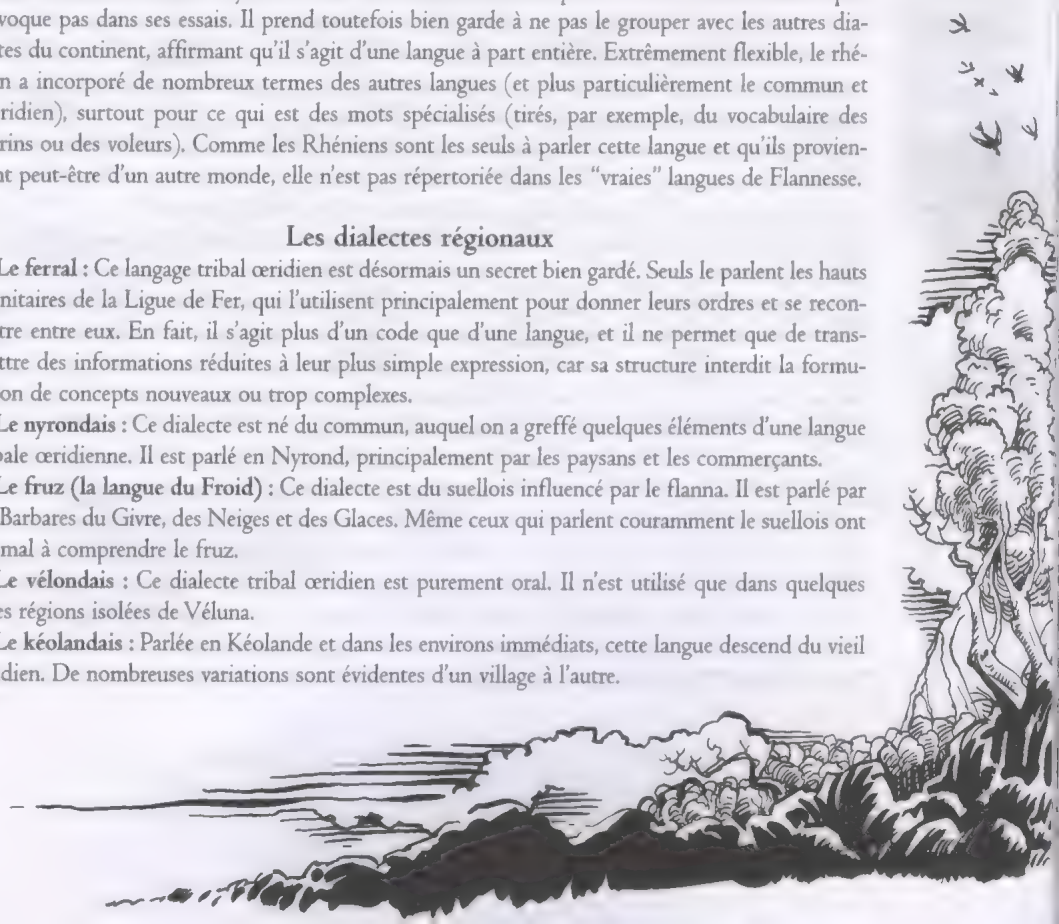 voque pas dans ses essais. Il prend toutefois bien garde à ne pas le grouper avec les autres dia-
tes du continent, affirmant qu'il s'agit d'une langue à part entière. Extrêmement flexible, le rhé-
n a incorporé de nombreux termes des autres langues (et plus particulièrement le commun et
ridien), surtout pour ce qui est des mots spécialisés (tirés, par exemple, du vocabulaire des
rins ou des voleurs). Comme les Rhéniens sont les seuls à parler cette langue et qu'ils provien-
nt peut-être d'un autre monde, elle n'est pas répertoriée dans les "vraies" langues de Flannesse.
Les dialectes régionaux
Le ferral : Ce langage tribal œridien est désormais un secret bien gardé. Seuls le parlent les hauts
nitaires de la Ligue de Fer, qui l'utilisent principalement pour donner leurs ordres et se recon-
tre entre eux. En fait, il s'agit plus d'un code que d'une langue, et il ne permet que de trans-
ttre des informations réduites à leur plus simple expression, car sa structure interdit la formu-
on de concepts nouveaux ou trop complexes.
Le nyrondais : Ce dialecte est né du commun, auquel on a greffé quelques éléments d'une langue
bale œridienne. Il est parlé en Nyrond, principalement par les paysans et les commerçants.
Le fruz (la langue du Froid) : Ce dialecte est du suellois influencé par le flanna. Il est parlé par
Barbares du Givre, des Neiges et des Glaces. Même ceux qui parlent couramment le suellois ont
mal à comprendre le fruz.
Le vélondais : Ce dialecte tribal œridien est purement oral. Il n'est utilisé que dans quelques
es régions isolées de Véluna.
Le kéolandais : Parlée en Kéolande et dans les environs immédiats, cette langue descend du vieil
dien. De nombreuses variations sont évidentes d'un village à l'autre.